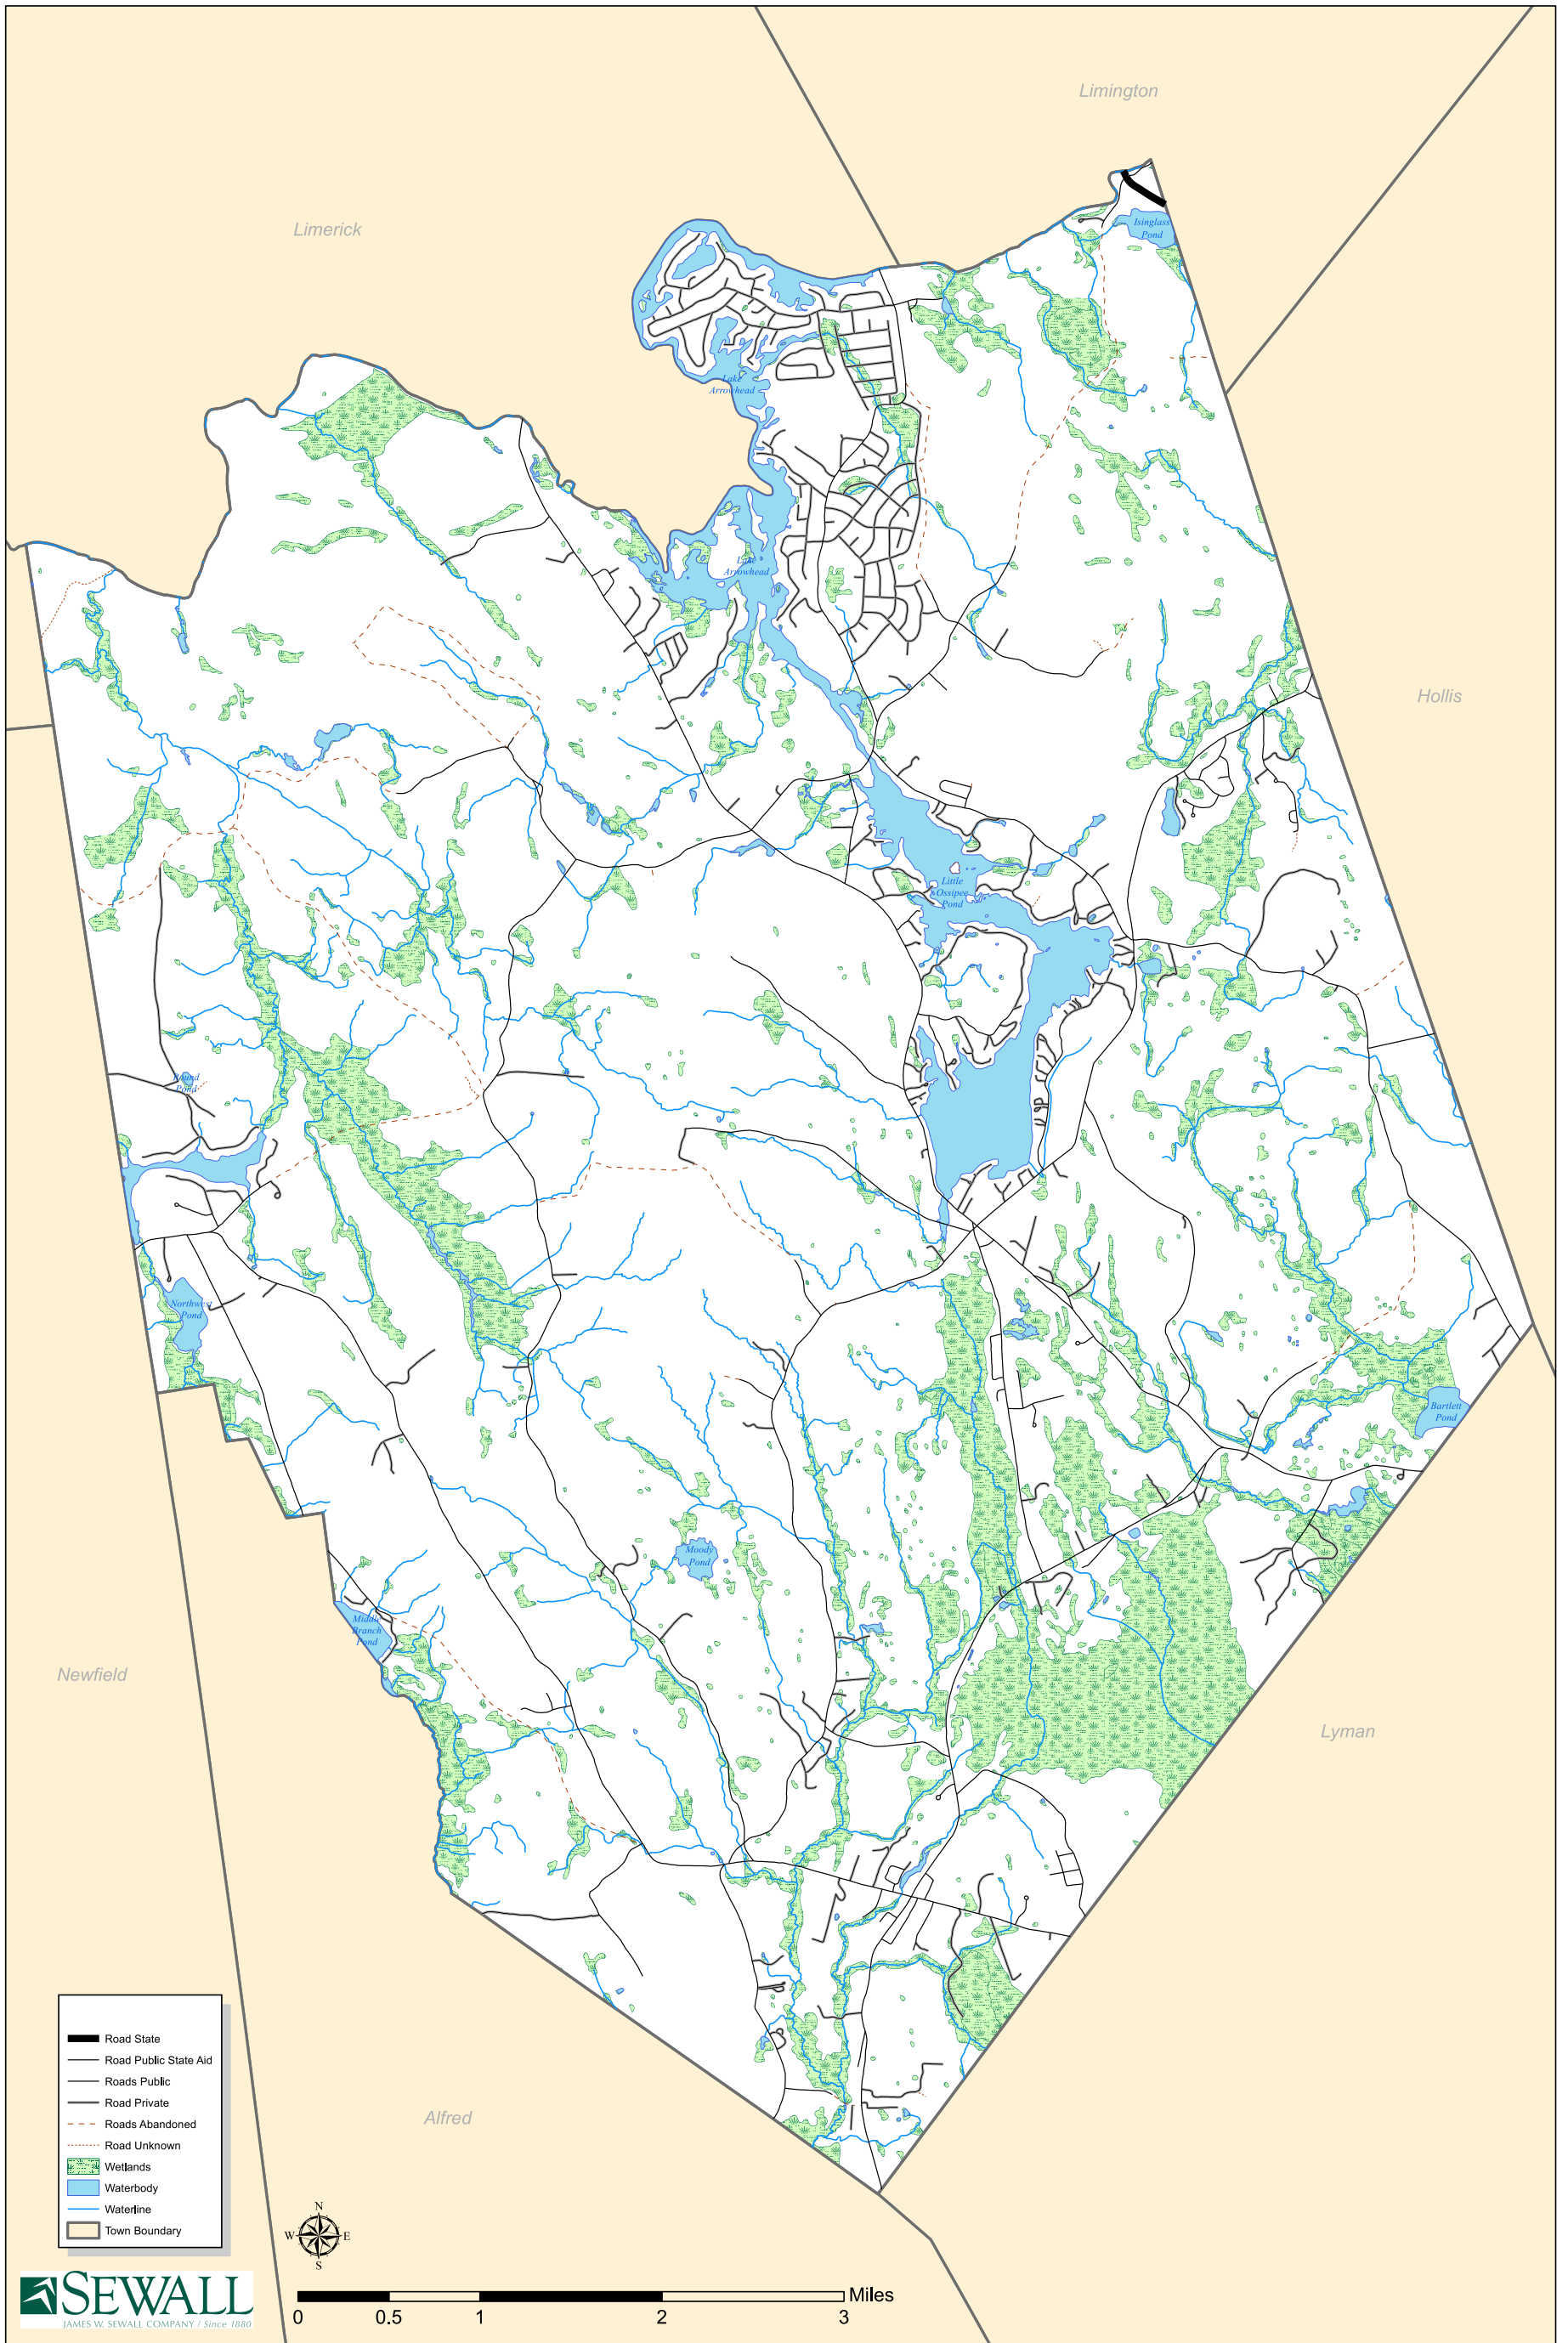 Limington
Limerick
Isinglass
Pond
Lake
Arrowhead
Lake
Arrowhead
Hollis
Little
Ossipee
Pond
Round
Pond
Northwest
Pond
Bartlett
Pond
Moody
Pond
Middle
Branch
Pond
Newfield
Lyman
Alfred
Road State
Road Public State Aid
Roads Public
Road Private
Roads Abandoned
Road Unknown
Wetlands
Waterbody
Waterline
Town Boundary
N
W E
S
SEWALL
JAMES W. SEWALL COMPANY / Since 1880
Miles
0 0.5 1 2 3